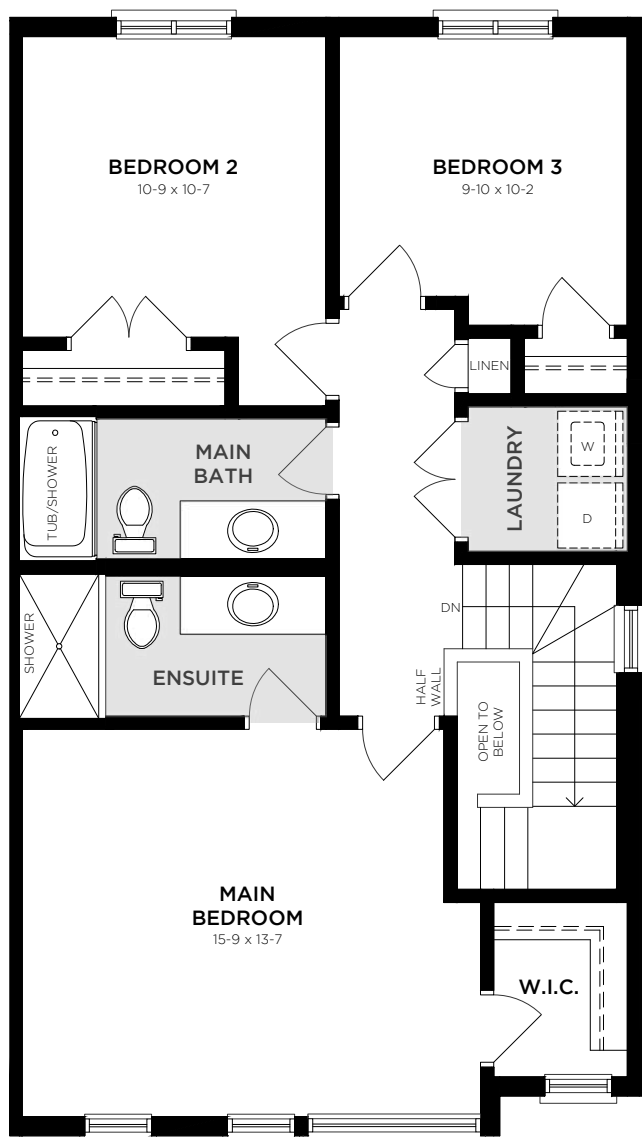 BEDROOM 2
10-9 x 10-7
BEDROOM 3
9-10 x 10-2
LINEN
TUB/SHOWER
MAIN
BATH
LAUNDRY
W
D
SHOWER
ENSUITE
DN
HALF
WALL
OPEN TO
BELOW
MAIN
BEDROOM
15-9 x 13-7
W.I.C.